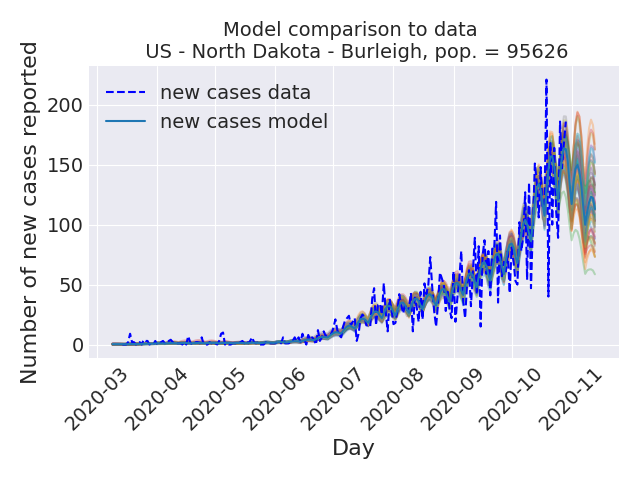 Model comparison to data
US - North Dakota - Burleigh, pop. = 95626
Number of new cases reported
200
150
100
50
0
new cases data
new cases model
2020-03
2020-04
2020-05
2020-06
2020-07
2020-08
2020-09
2020-10
2020-11
Day